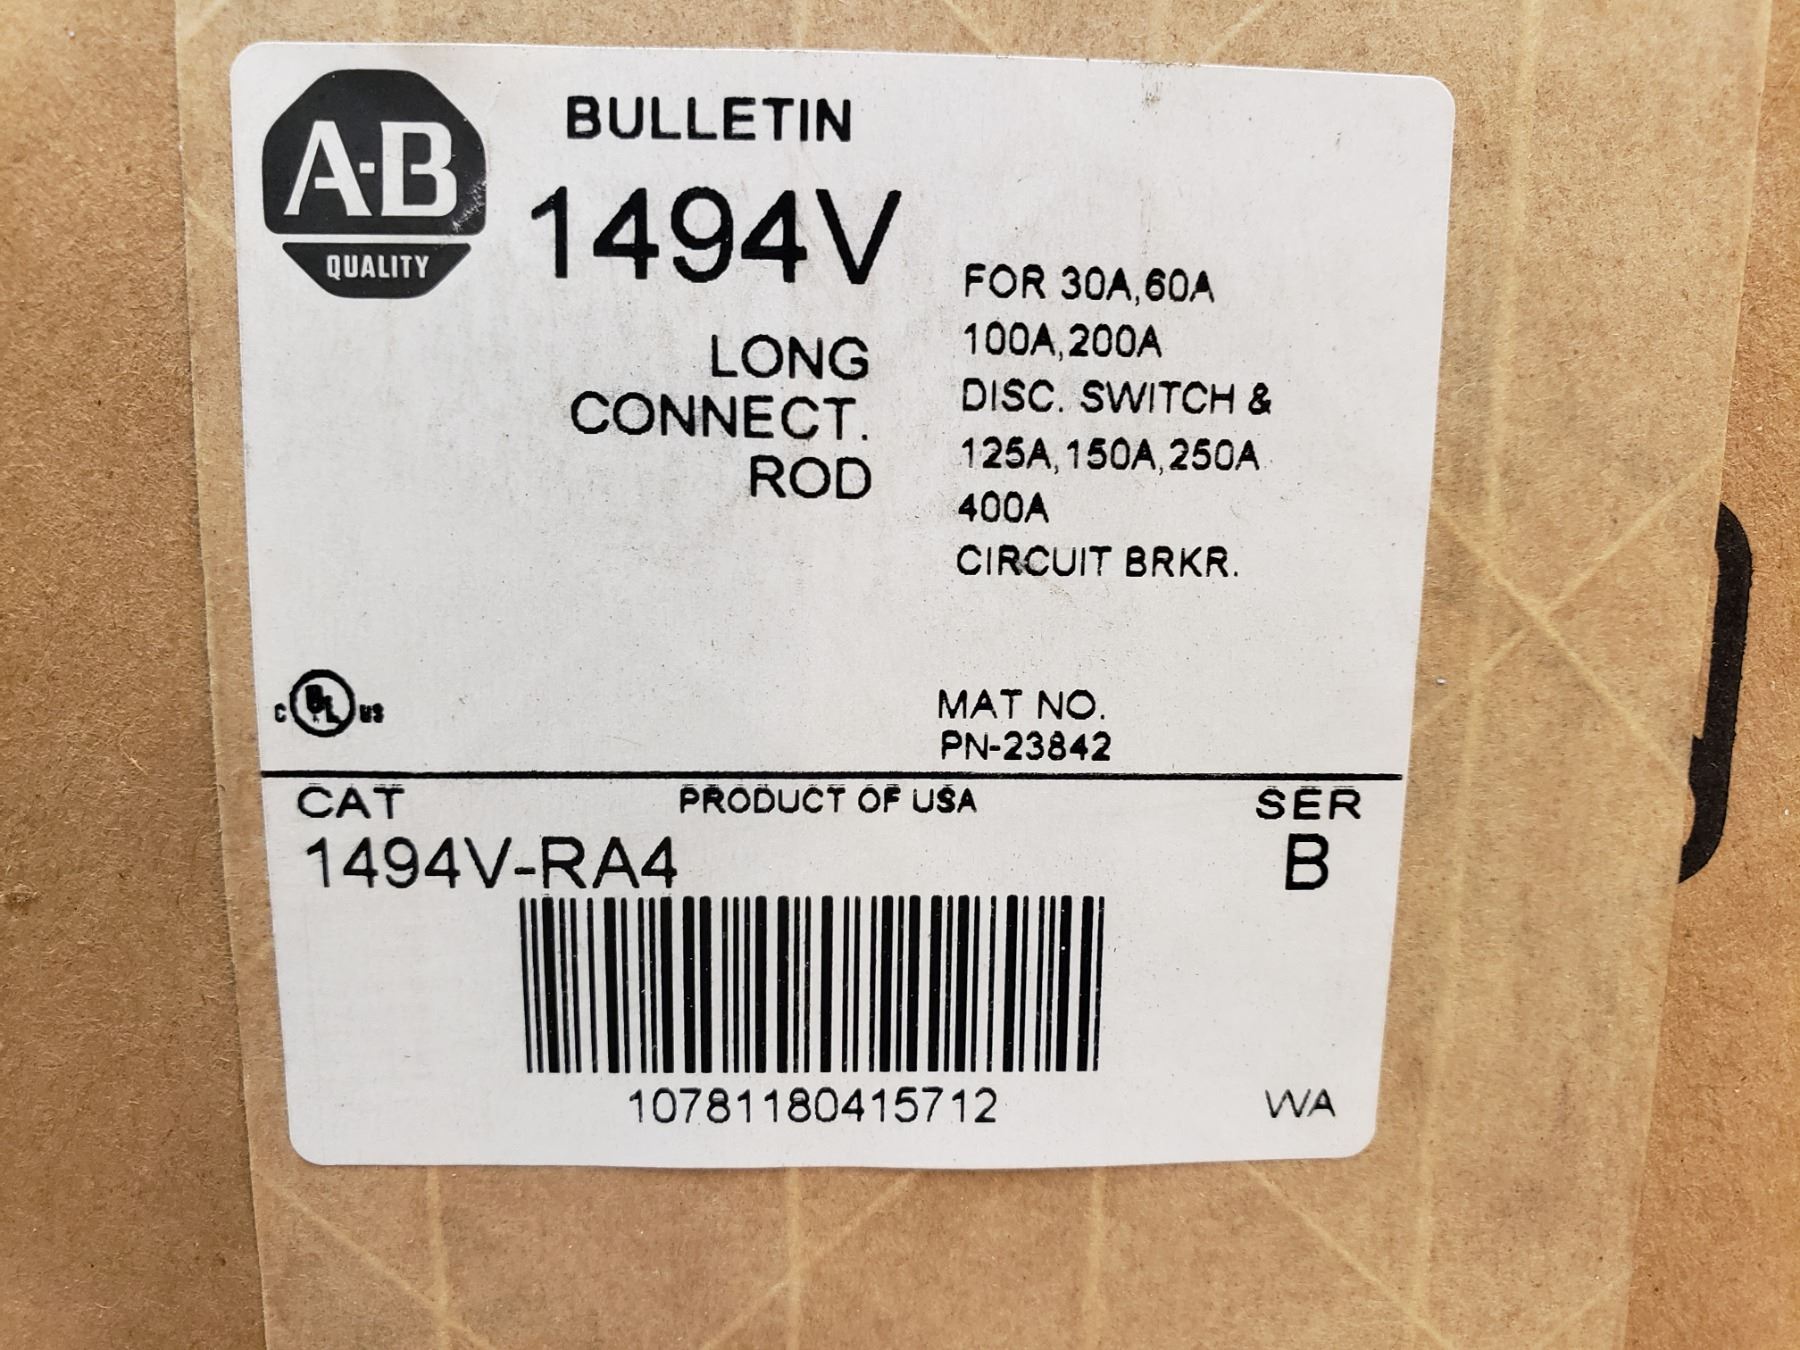 A-B
QUALITY
BULLETIN
1494V
LONG
CONNECT.
ROD
FOR 30A,60A
100A,200A
DISC. SWITCH &
125A,150A,250A
400A
CIRCUIT BRKR.
C UL US
MAT NO.
PN-23842
CAT
PRODUCT OF USA
SER
1494V-RA4
B
10781180415712
WA